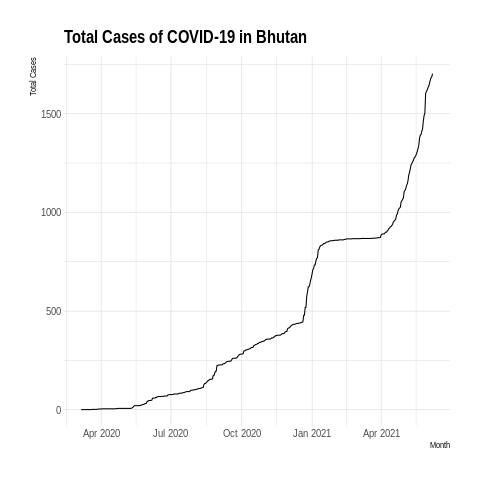 Total Cases of COVID-19 in Bhutan
Total Cases
1500
1000
500
0
Apr 2020 Jul 2020 Oct 2020 Jan 2021 Apr 2021
Month